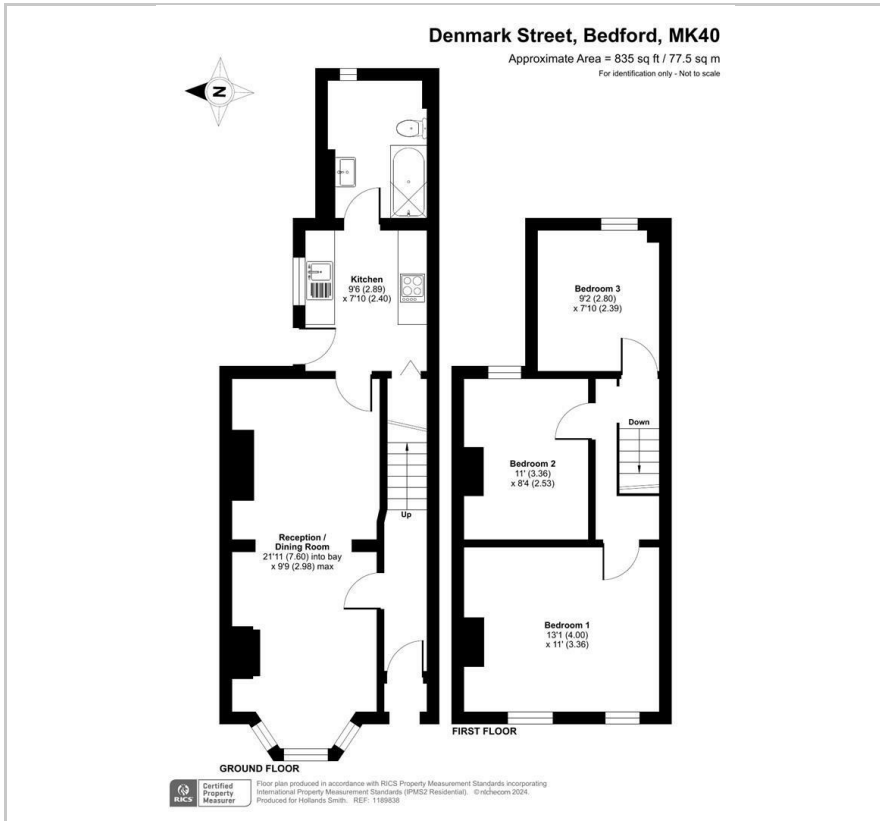 Denmark Street, Bedford, MK40
Approximate Area = 835 sq ft / 77.5 sq m
For identification only - Not to scale
N
Kitchen
9'6 (2.89)
x 7'10 (2.40)
Up
Reception /
Dining Room
21'11 (7.60) into bay
x 9'9 (2.98) max
GROUND FLOOR
Bedroom 3
9'2 (2.80)
x 7'10 (2.39)
Down
Bedroom 2
11' (3.36)
x 8'4 (2.53)
Bedroom 1
13'1 (4.00)
x 11' (3.36)
FIRST FLOOR
RICS
Certified
Property
Measurer
Floor plan produced in accordance with RICS Property Measurement Standards incorporating
International Property Measurement Standards (IPMS2 Residential). ©nichecom 2024.
Produced for Hollands Smith. REF: 1189838